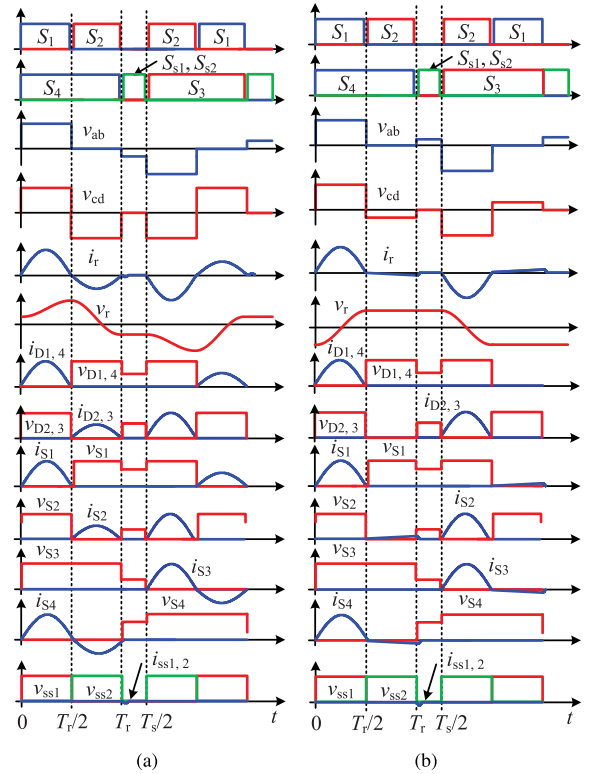 S1 S2 S2 S1
Ss1, Ss2
S4 S3
vab
vcd
ir
vr
iD1, 4
vD1, 4
vD2, 3 iD2, 3
iS1 vS1
vS2 iS2
vS3
iS3
iS4 vS4
iss1, 2
vss1 vss2
0 Tr/2 Tr Ts/2 t
(a)
S1 S2 S2 S1
Ss1, Ss2
S4 S3
vab
vcd
ir
vr
iD1, 4
vD1, 4
vD2, 3 iD2, 3
iS1 vS1
vS2 iS2
vS3
iS3
iS4 vS4
iss1, 2
vss1 vss2
0 Tr/2 Tr Ts/2 t
(b)